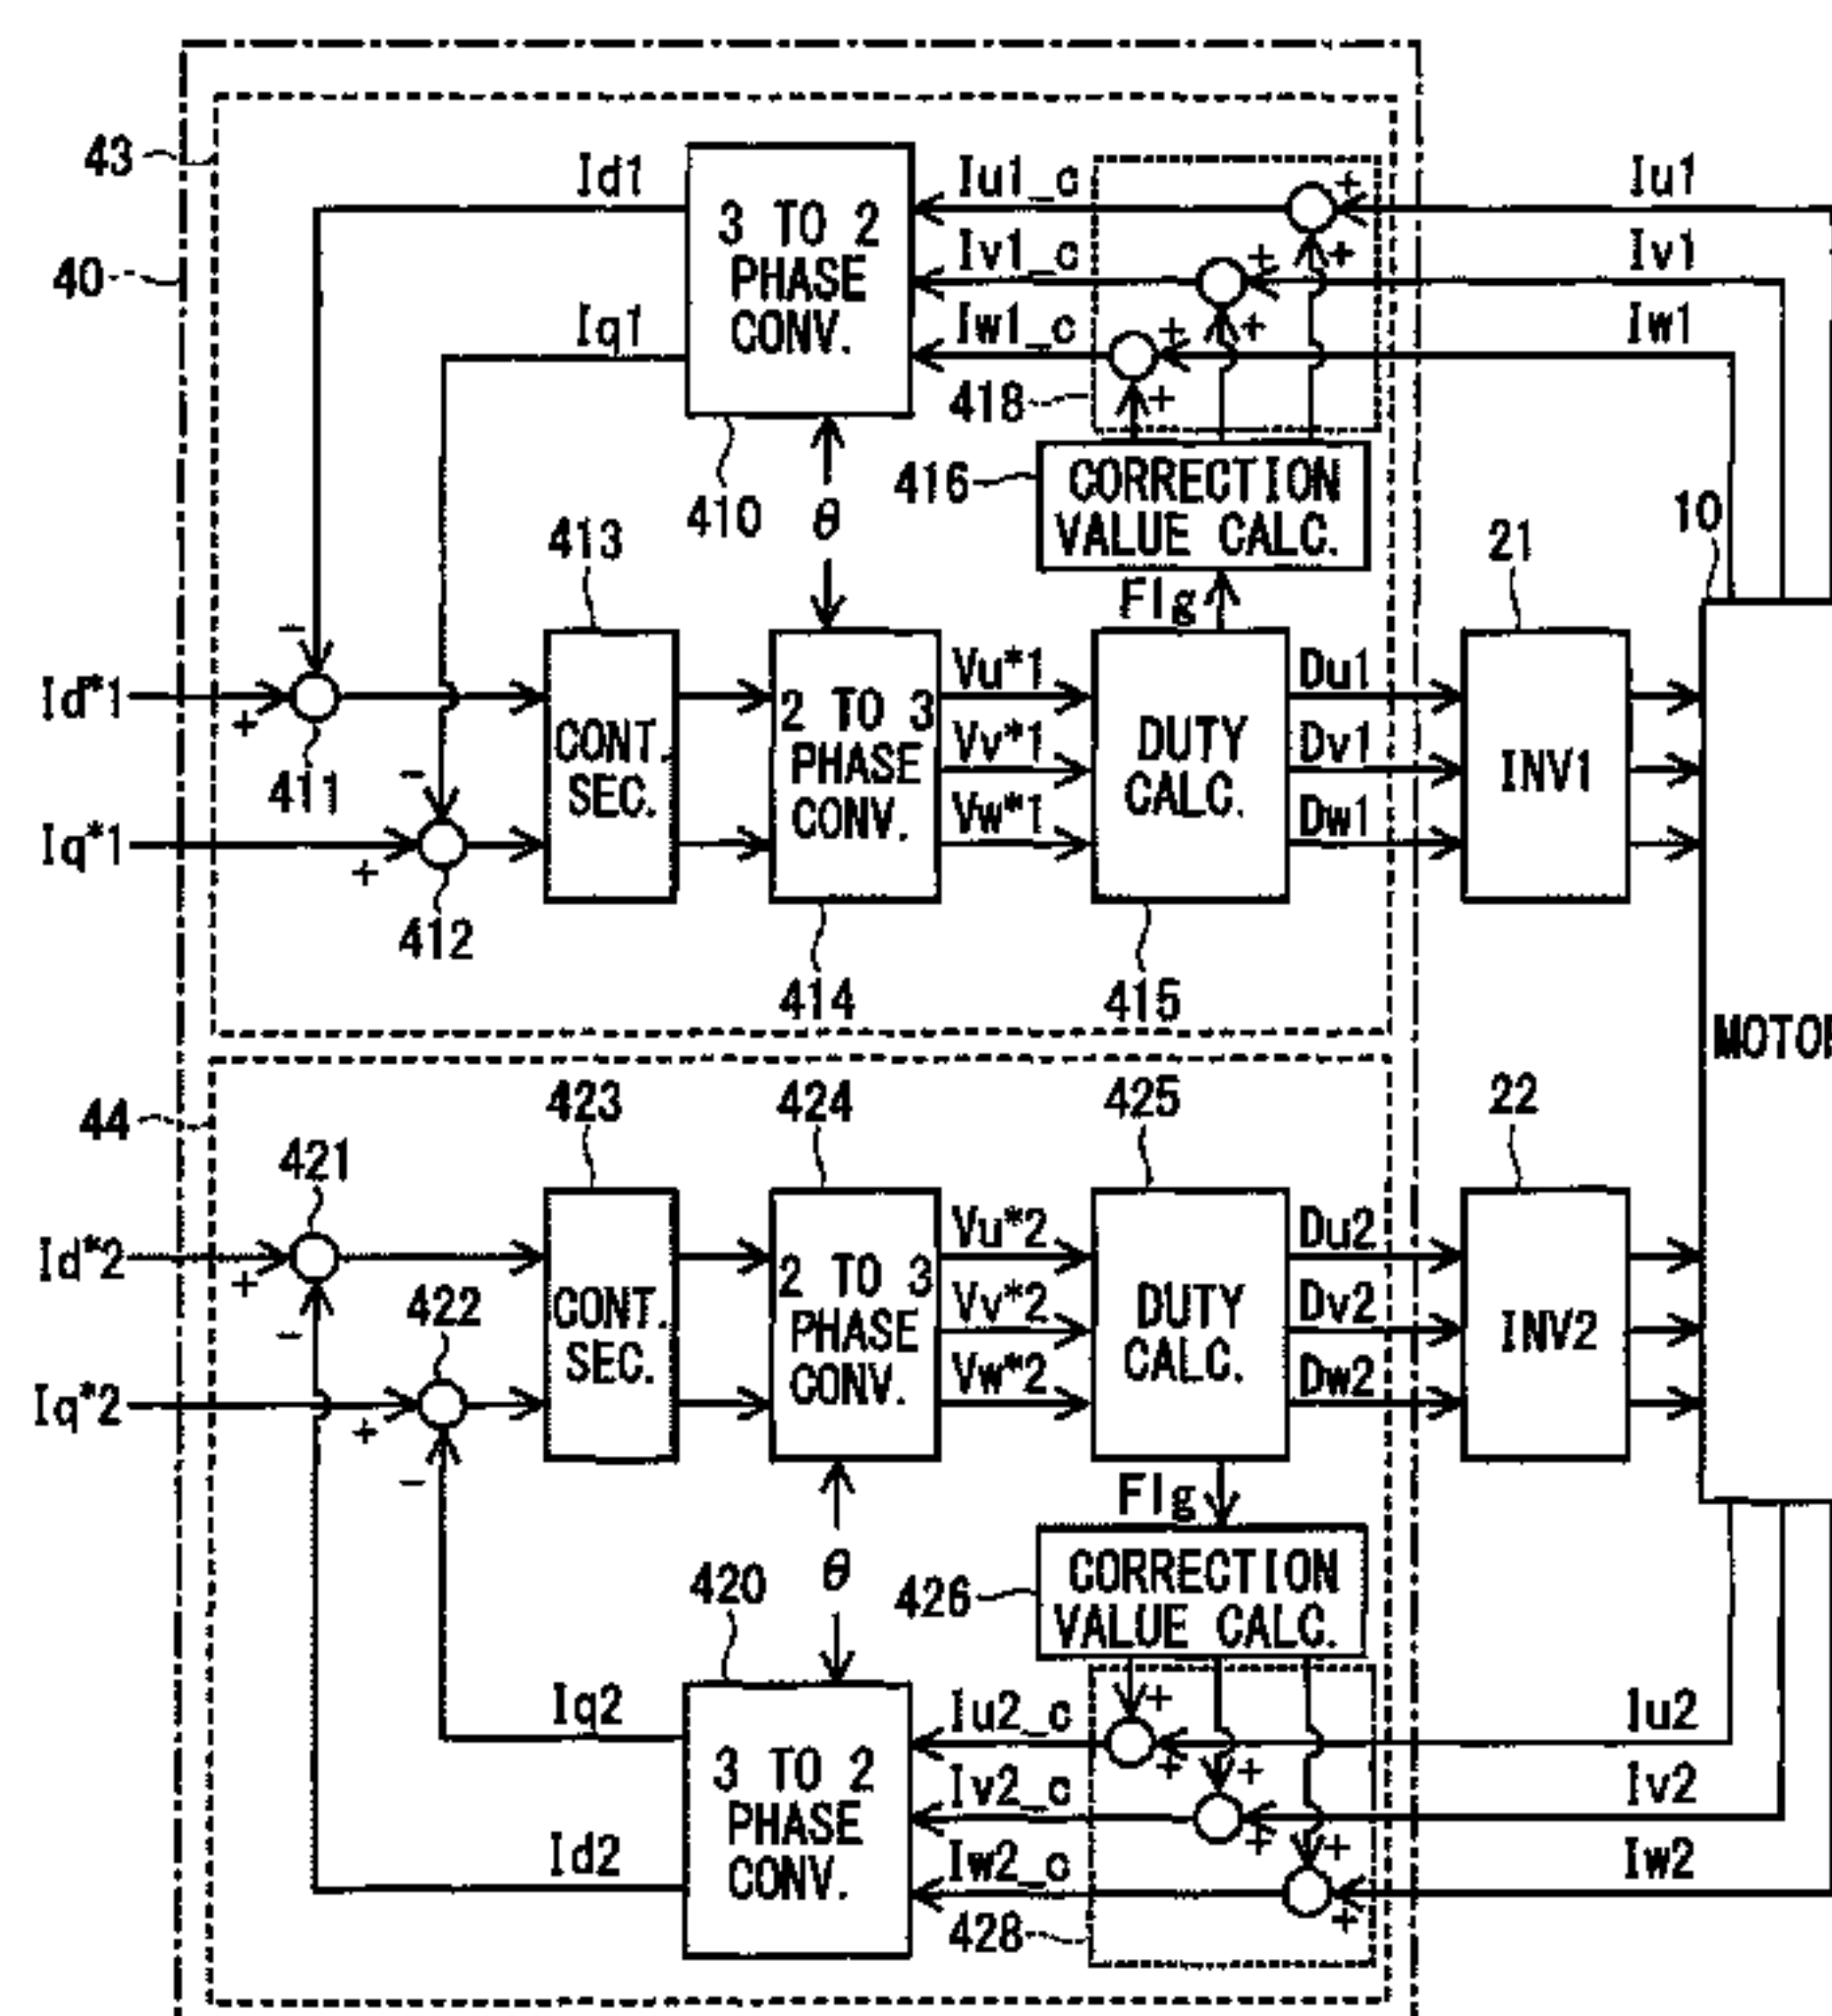 43
40
Id1
Iq1
3 TO 2
PHASE
CONV.
410
θ
Iu1_c
Iv1_c
Iw1_c
+
+
+
+
+
+
418
Iu1
Iv1
Iw1
416
CORRECTION
VALUE CALC.
Flg
10
Id*1
Iq*1
-
+
411
-
+
412
413
CONT.
SEC.
2 TO 3
PHASE
CONV.
414
Vu*1
Vv*1
Vw*1
DUTY
CALC.
415
Du1
Dv1
Dw1
21
INV1
44
421
Id*2
+
-
422
Iq*2
+
-
423
CONT.
SEC.
424
2 TO 3
PHASE
CONV.
Vu*2
Vv*2
Vw*2
425
DUTY
CALC.
Du2
Dv2
Dw2
22
INV2
Flg
426
CORRECTION
VALUE CALC.
θ
420
Iq2
Id2
3 TO 2
PHASE
CONV.
Iu2_c
Iv2_c
Iw2_c
+
+
+
+
+
+
428
Iu2
Iv2
Iw2